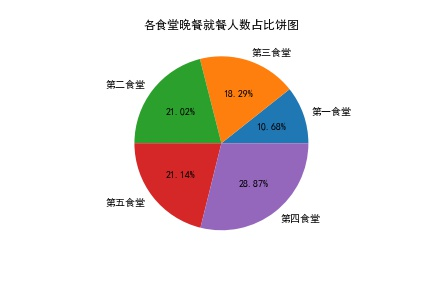 各食堂晚餐就餐人数占比饼图
第三食堂
18.29%
第二食堂
21.02%
第一食堂
10.68%
第五食堂
21.14%
第四食堂
28.87%